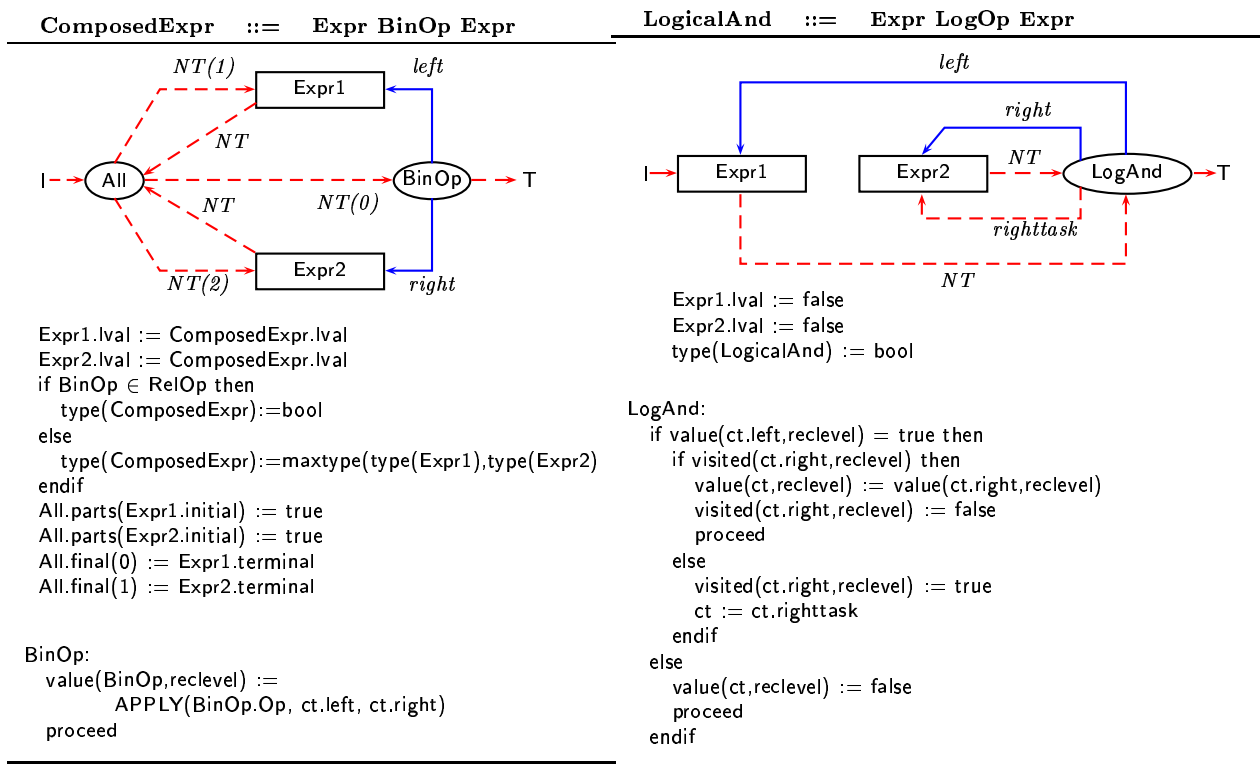 ComposedExpr ::= Expr BinOp Expr
NT(1)
left
Expr1
NT
I
All
BinOp
T
NT(0)
NT
Expr2
NT(2)
right
Expr1.lval := ComposedExpr.lval
Expr2.lval := ComposedExpr.lval
if BinOp ∈ RelOp then
type(ComposedExpr):=bool
else
type(ComposedExpr):=maxtype(type(Expr1),type(Expr2)
endif
All.parts(Expr1.initial) := true
All.parts(Expr2.initial) := true
All.final(0) := Expr1.terminal
All.final(1) := Expr2.terminal
BinOp:
value(BinOp,reclevel) :=
APPLY(BinOp.Op, ct.left, ct.right)
proceed
LogicalAnd ::= Expr LogOp Expr
left
right
NT
I
Expr1
Expr2
LogAnd
T
righttask
NT
Expr1.lval := false
Expr2.lval := false
type(LogicalAnd) := bool
LogAnd:
if value(ct.left,reclevel) = true then
if visited(ct.right,reclevel) then
value(ct,reclevel) := value(ct.right,reclevel)
visited(ct.right,reclevel) := false
proceed
else
visited(ct.right,reclevel) := true
ct := ct.righttask
endif
else
value(ct,reclevel) := false
proceed
endif